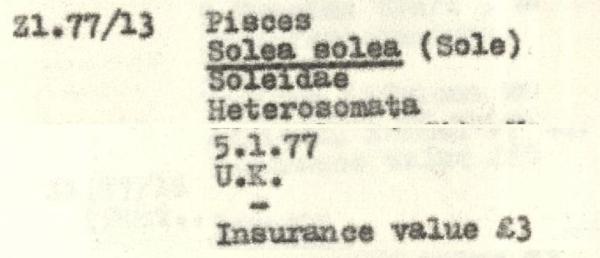 Z1.77/13 Pisces
Solea solea (Sole)
Soleidae
Heterosomata
5.1.77
U.K.
-
Insurance value £3